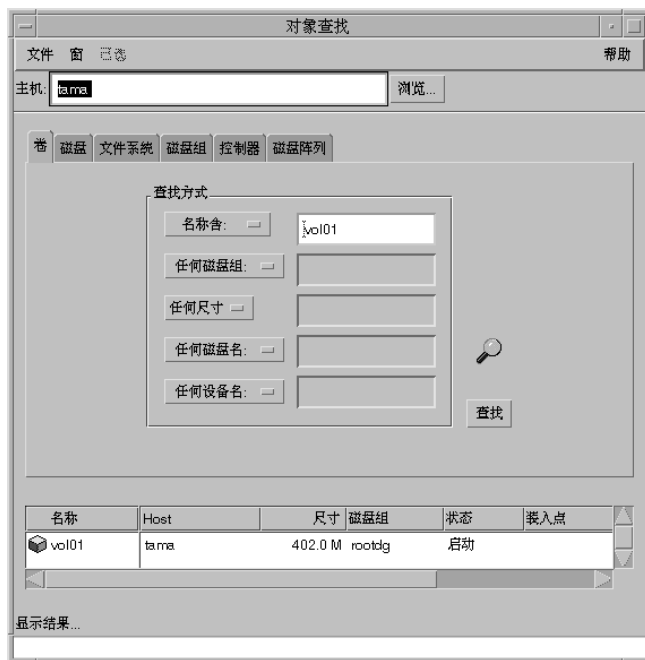 对象查找
文件 窗 已选 帮助
主机: tama 浏览...
卷 磁盘 文件系统 磁盘组 控制器 磁盘阵列
查找方式
名称含: vol01
任何磁盘组:
任何尺寸
任何磁盘名:
任何设备名:
查找
名称 Host 尺寸 磁盘组 状态 装入点
vol01 tama 402.0 M rootdg 启动
显示结果...